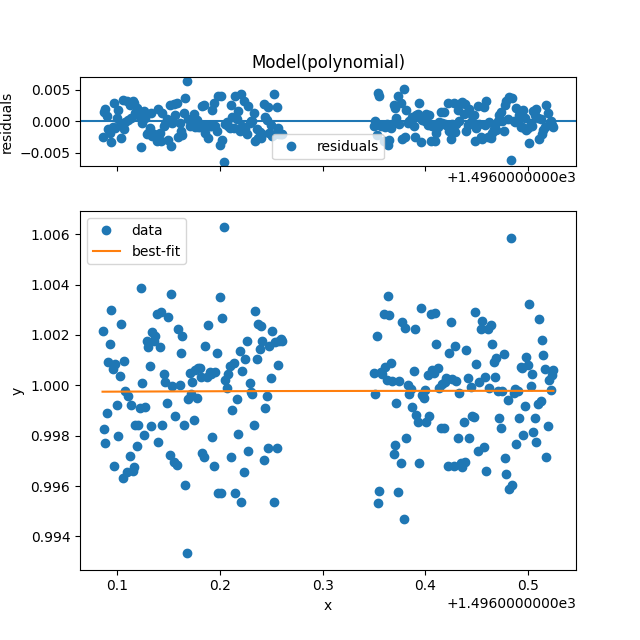 Model(polynomial)
0.005
0.000
−0.005
residuals
residuals
+1.4960000000e3
1.006
1.004
1.002
1.000
0.998
0.996
0.994
y
data
best-fit
0.1 0.2 0.3 0.4 0.5
x
+1.4960000000e3